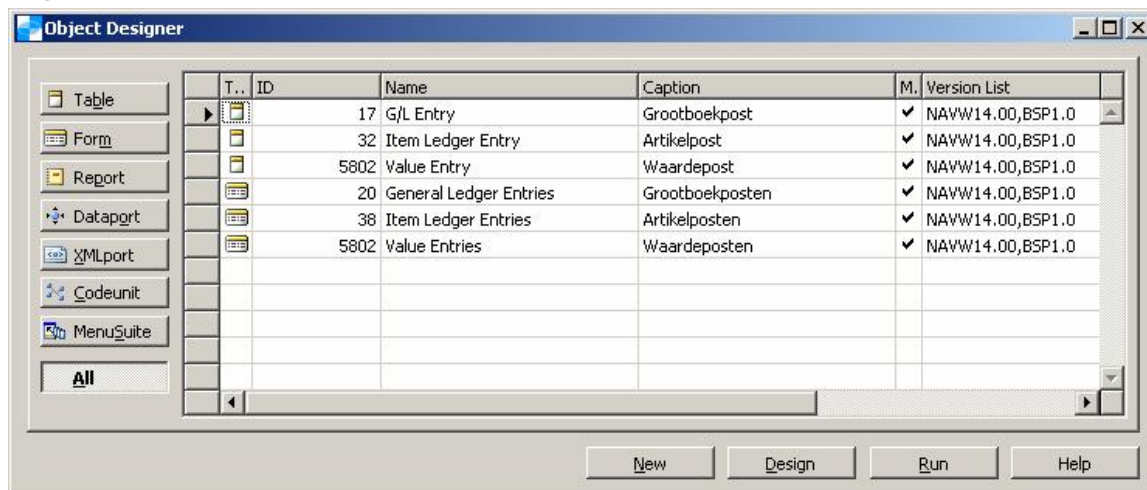 Object Designer
Table
Form
Report
Dataport
XMLport
Codeunit
MenuSuite
All
T.. ID Name Caption M. Version List
17 G/L Entry Grootboekpost ✔ NAVW14.00,BSP1.0
32 Item Ledger Entry Artikelpost ✔ NAVW14.00,BSP1.0
5802 Value Entry Waardepost ✔ NAVW14.00,BSP1.0
20 General Ledger Entries Grootboekposten ✔ NAVW14.00,BSP1.0
38 Item Ledger Entries Artikelposten ✔ NAVW14.00,BSP1.0
5802 Value Entries Waardeposten ✔ NAVW14.00,BSP1.0
New Design Run Help